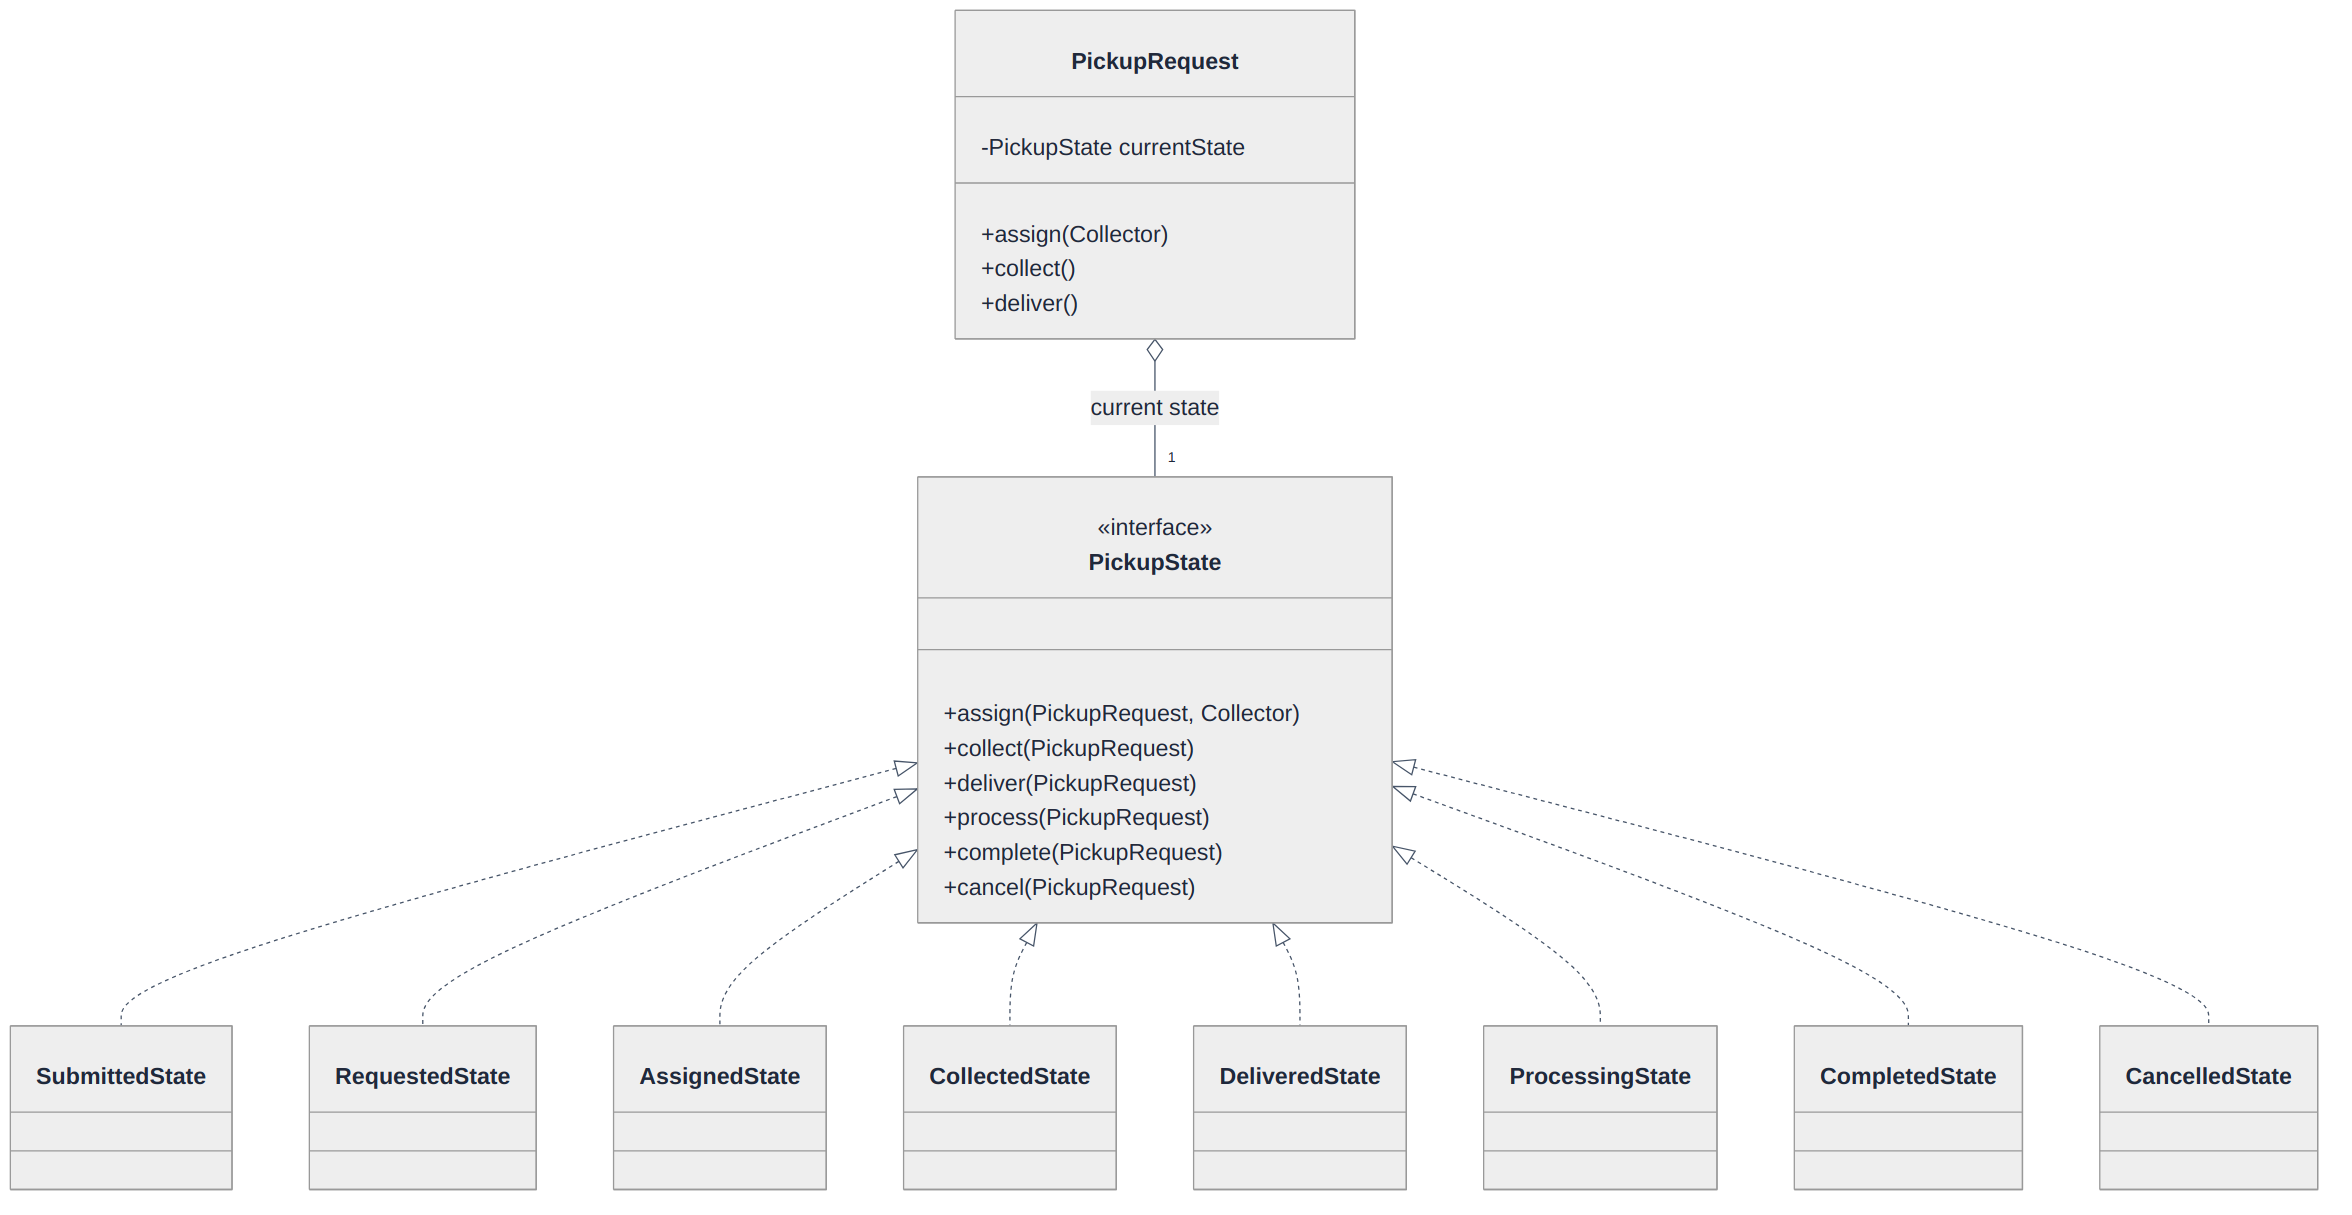 PickupRequest
-PickupState currentState
+assign(Collector)
+collect()
+deliver()
current state
1
«interface»
PickupState
+assign(PickupRequest, Collector)
+collect(PickupRequest)
+deliver(PickupRequest)
+process(PickupRequest)
+complete(PickupRequest)
+cancel(PickupRequest)
SubmittedState
RequestedState
AssignedState
CollectedState
DeliveredState
ProcessingState
CompletedState
CancelledState